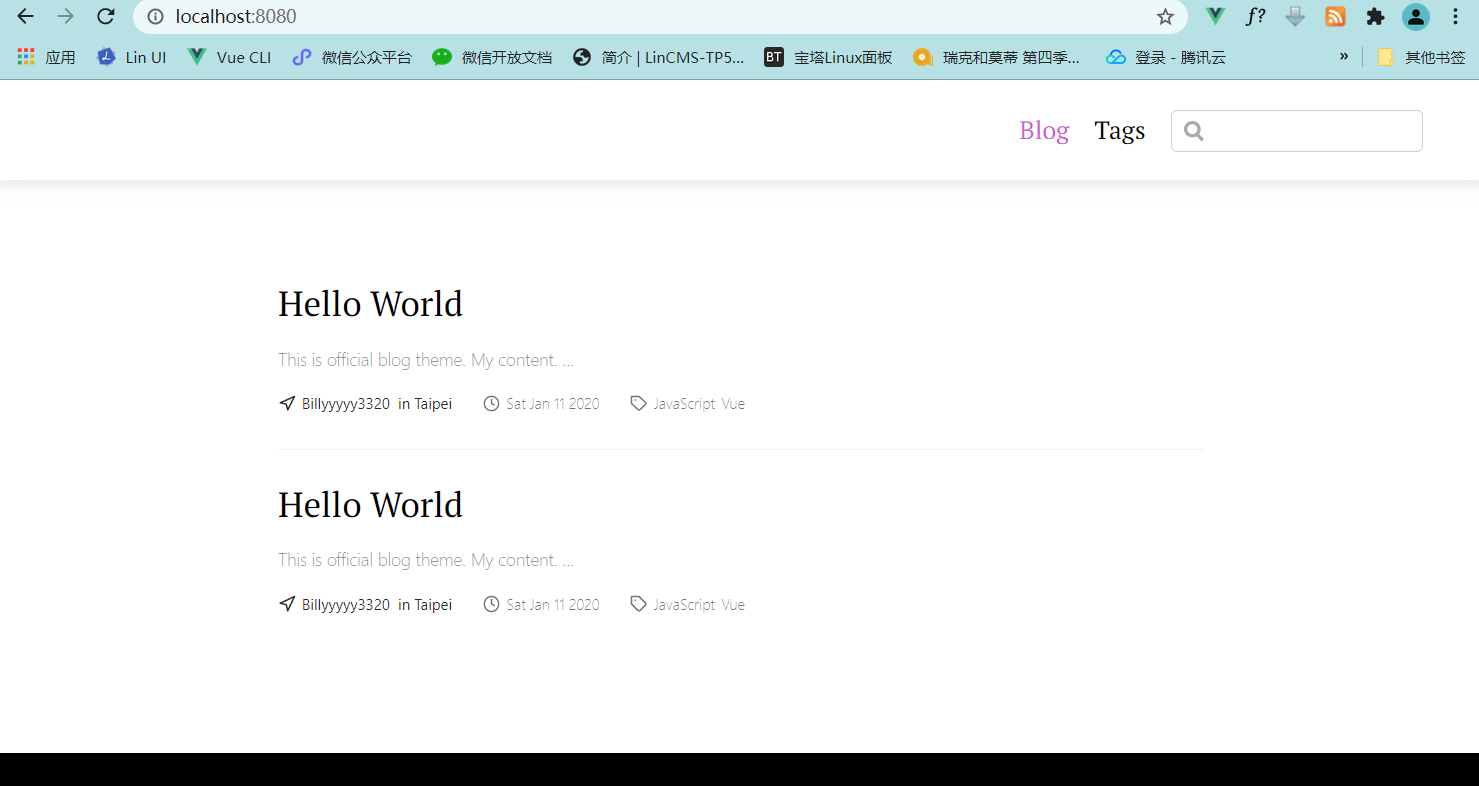 localhost:8080
f?
应用 Lin UI Vue CLI 微信公众平台 微信开放文档 简介 | LinCMS-TP5... BT 宝塔Linux面板 瑞克和莫蒂 第四季... 登录 - 腾讯云 » 其他书签
Blog Tags
Hello World
This is official blog theme. My content. ...
Billyyyyy3320 in Taipei Sat Jan 11 2020 JavaScript Vue
Hello World
This is official blog theme. My content. ...
Billyyyyy3320 in Taipei Sat Jan 11 2020 JavaScript Vue